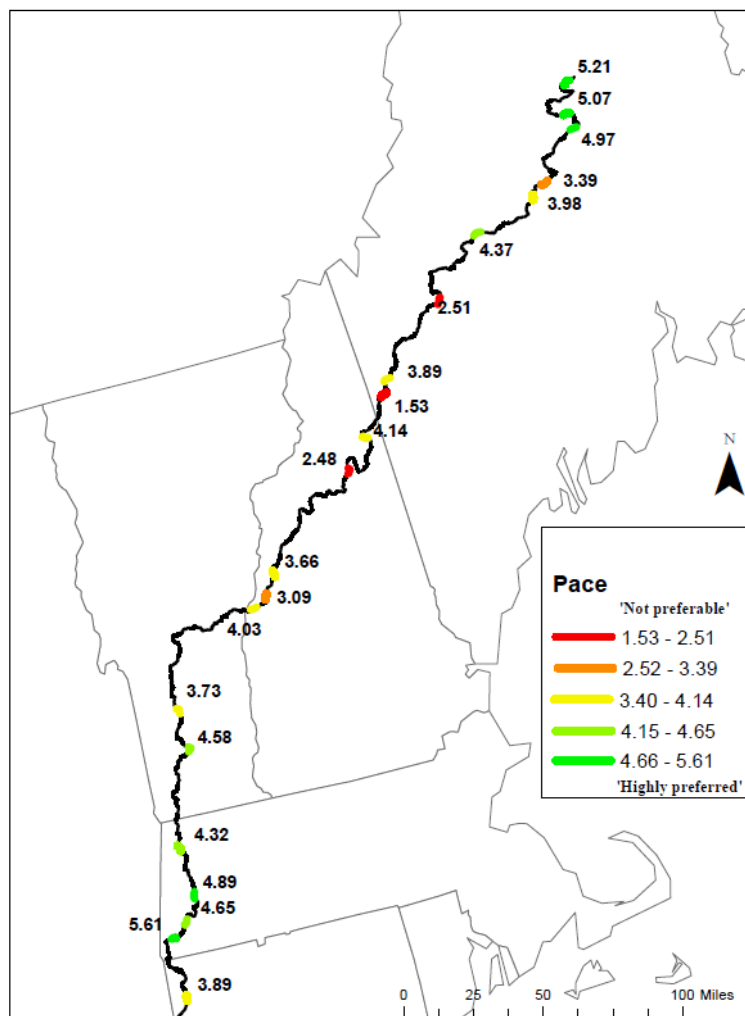 5.21
5.07
4.97
3.39
3.98
4.37
2.51
3.89
1.53
4.14
2.48
N
3.66
3.09
4.03
3.73
4.58
4.32
4.89
4.65
5.61
3.89
Pace
'Not preferable'
1.53 - 2.51
2.52 - 3.39
3.40 - 4.14
4.15 - 4.65
4.66 - 5.61
'Highly preferred'
0 25 50 100 Miles